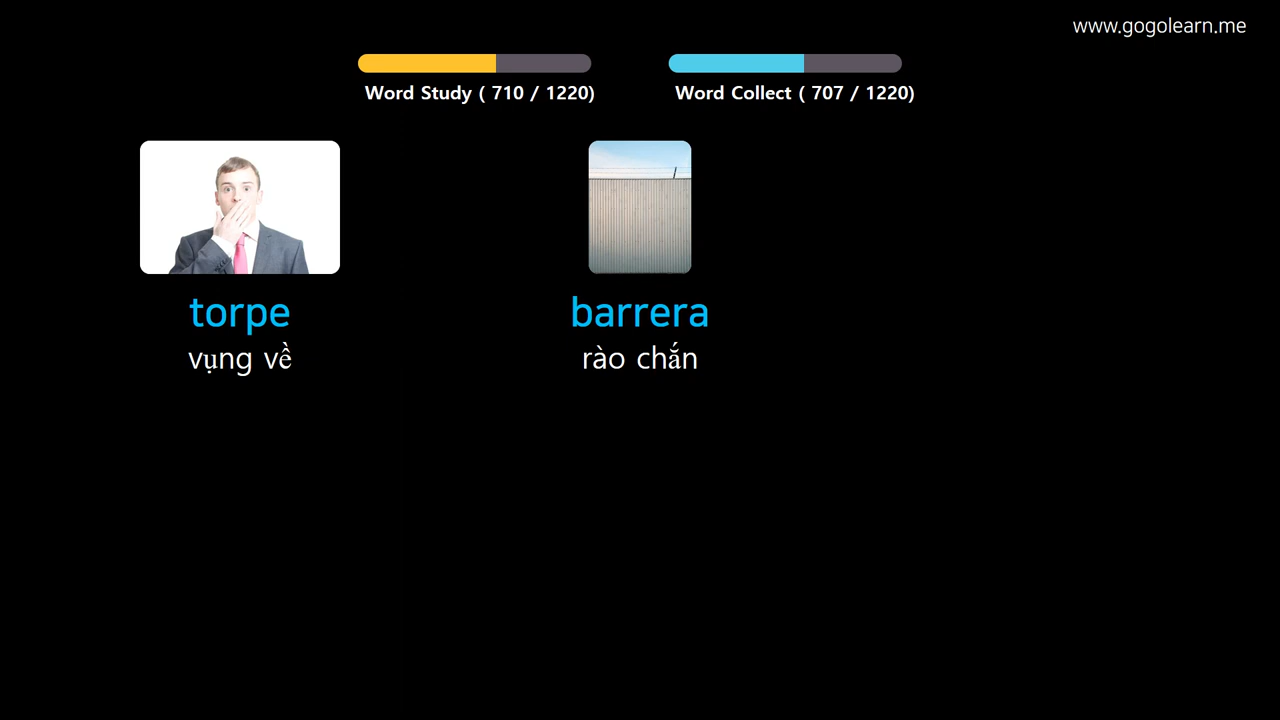 www.gogolearn.me
Word Study ( 710 / 1220)
Word Collect ( 707 / 1220)
torpe
vụng về
barrera
rào chắn